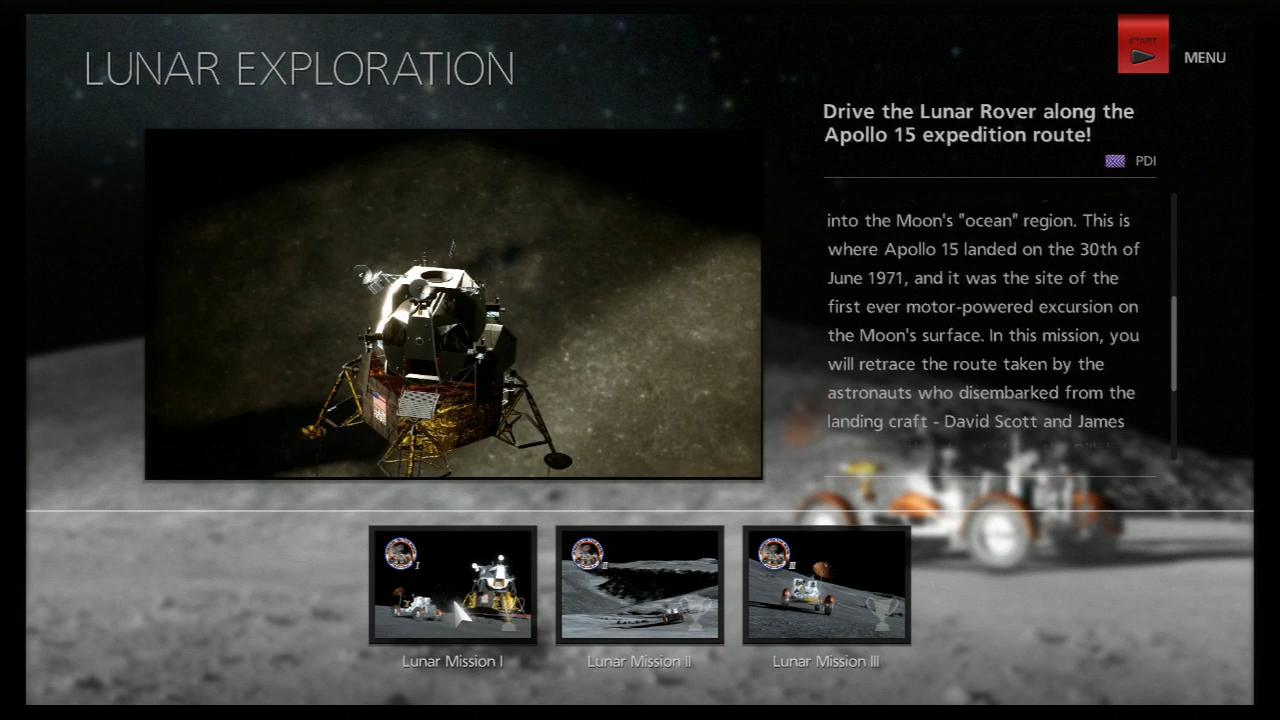 LUNAR EXPLORATION
START
MENU
Drive the Lunar Rover along the
Apollo 15 expedition route!
PDI
into the Moon's "ocean" region. This is
where Apollo 15 landed on the 30th of
June 1971, and it was the site of the
first ever motor-powered excursion on
the Moon's surface. In this mission, you
will retrace the route taken by the
astronauts who disembarked from the
landing craft - David Scott and James
I
II
III
Lunar Mission I
Lunar Mission II
Lunar Mission III